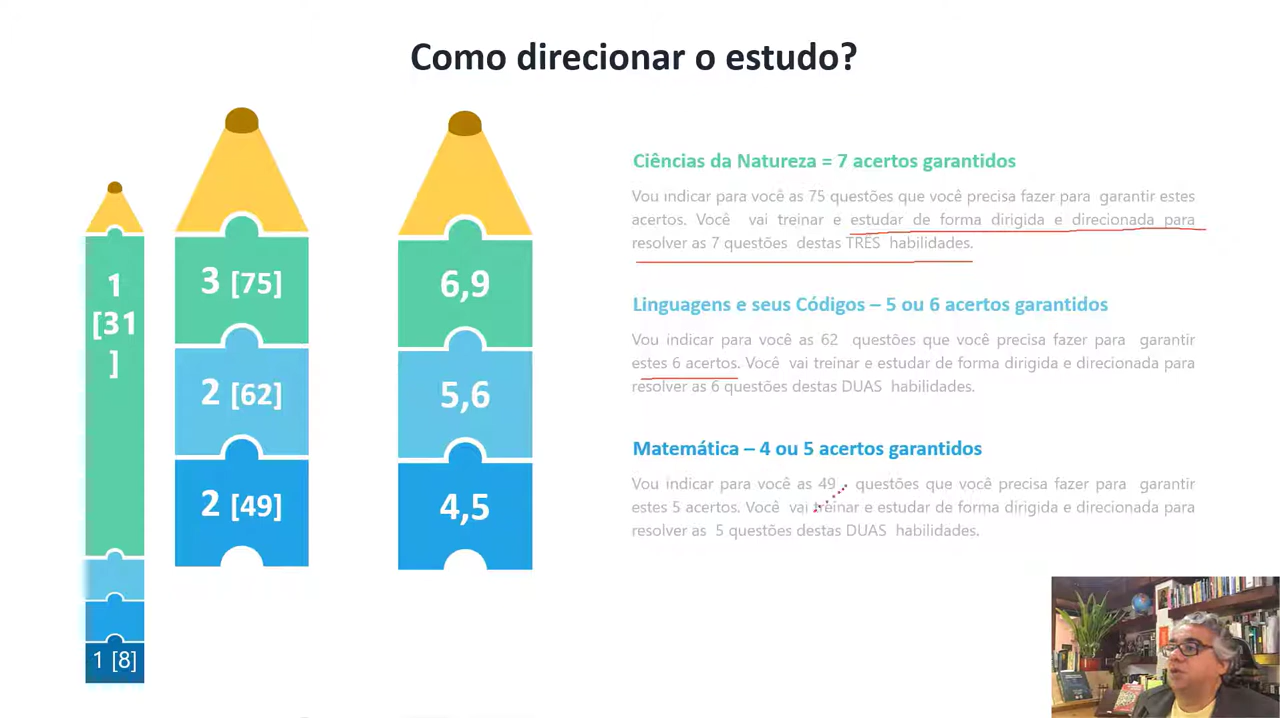 Como direcionar o estudo?
1
[31
]
1 [8]
3 [75]
2 [62]
2 [49]
6,9
5,6
4,5
Ciências da Natureza = 7 acertos garantidos
Vou indicar para você as 75 questões que você precisa fazer para garantir estes
acertos. Você vai treinar e estudar de forma dirigida e direcionada para
resolver as 7 questões destas TRÊS habilidades.
Linguagens e seus Códigos – 5 ou 6 acertos garantidos
Vou indicar para você as 62 questões que você precisa fazer para garantir
estes 6 acertos. Você vai treinar e estudar de forma dirigida e direcionada para
resolver as 6 questões destas DUAS habilidades.
Matemática – 4 ou 5 acertos garantidos
Vou indicar para você as 49 questões que você precisa fazer para garantir
estes 5 acertos. Você vai treinar e estudar de forma dirigida e direcionada para
resolver as 5 questões destas DUAS habilidades.